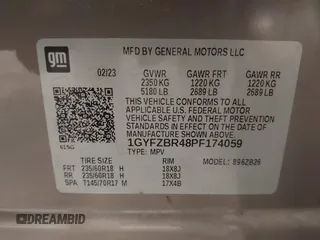 gm
MFD BY GENERAL MOTORS LLC
02/23 GVWR GAWR FRT GAWR RR
2350 KG 1220 KG 1220 KG
5180 LB 2689 LB 2689 LB
THIS VEHICLE CONFORMS TO ALL APPLICABLE
U.S. FEDERAL MOTOR VEHICLE SAFETY,
BUMPER, AND THEFT PREVENTION STANDARDS
IN EFFECT ON THE DATE OF MANUFACTURE
SHOWN ABOVE.
1GYFZBR48PF174059
TYPE: MPV MODEL:
TIRE SIZE RIM
FRT 235/60R18 H 18X8J
RR 235/60R18 H 18X8J
SPA T145/70R17 M 17X4B
DREAMBID